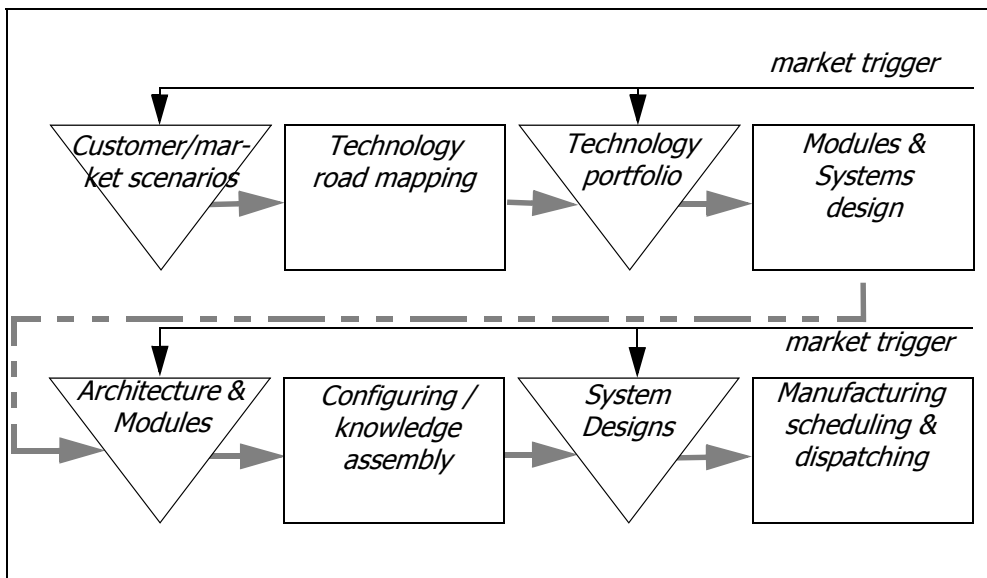 market trigger
Customer/mar-
ket scenarios
Technology
road mapping
Technology
portfolio
Modules &
Systems
design
market trigger
Architecture &
Modules
Configuring /
knowledge
assembly
System
Designs
Manufacturing
scheduling &
dispatching